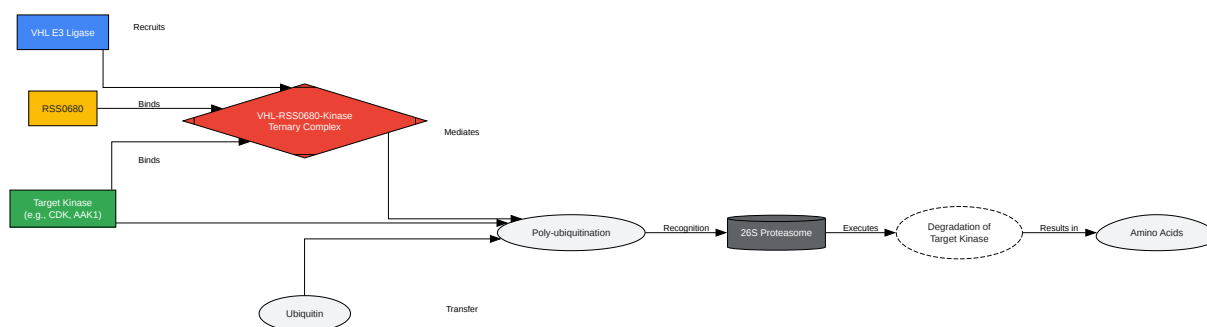 Recruits
VHL E3 Ligase
RSS0680
Binds
VHL-RSS0680-Kinase
Ternary Complex
Mediates
Binds
Target Kinase
(e.g., CDK, AAK1)
Poly-ubiquitination
Recognition
26S Proteasome
Executes
Degradation of
Target Kinase
Results in
Amino Acids
Ubiquitin
Transfer